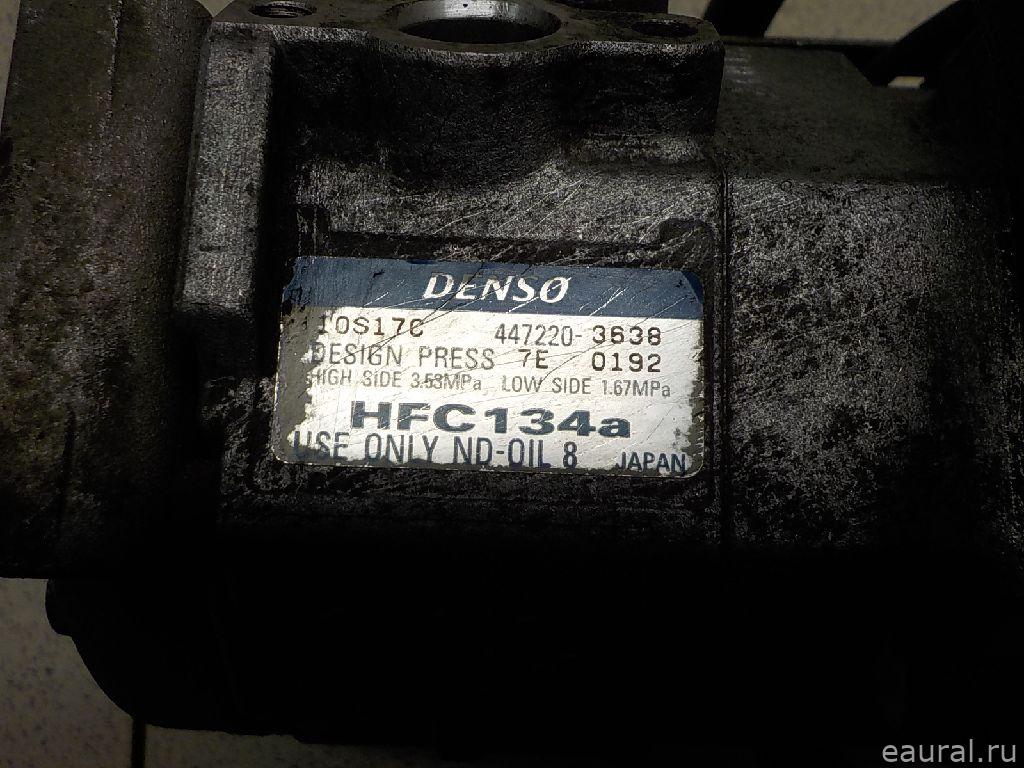 DENSO
10S17C 447220-3638
DESIGN PRESS 7E 0192
HIGH SIDE 3.53MPa, LOW SIDE 1.67MPa
HFC134a
USE ONLY ND-OIL 8 JAPAN
eaural.ru